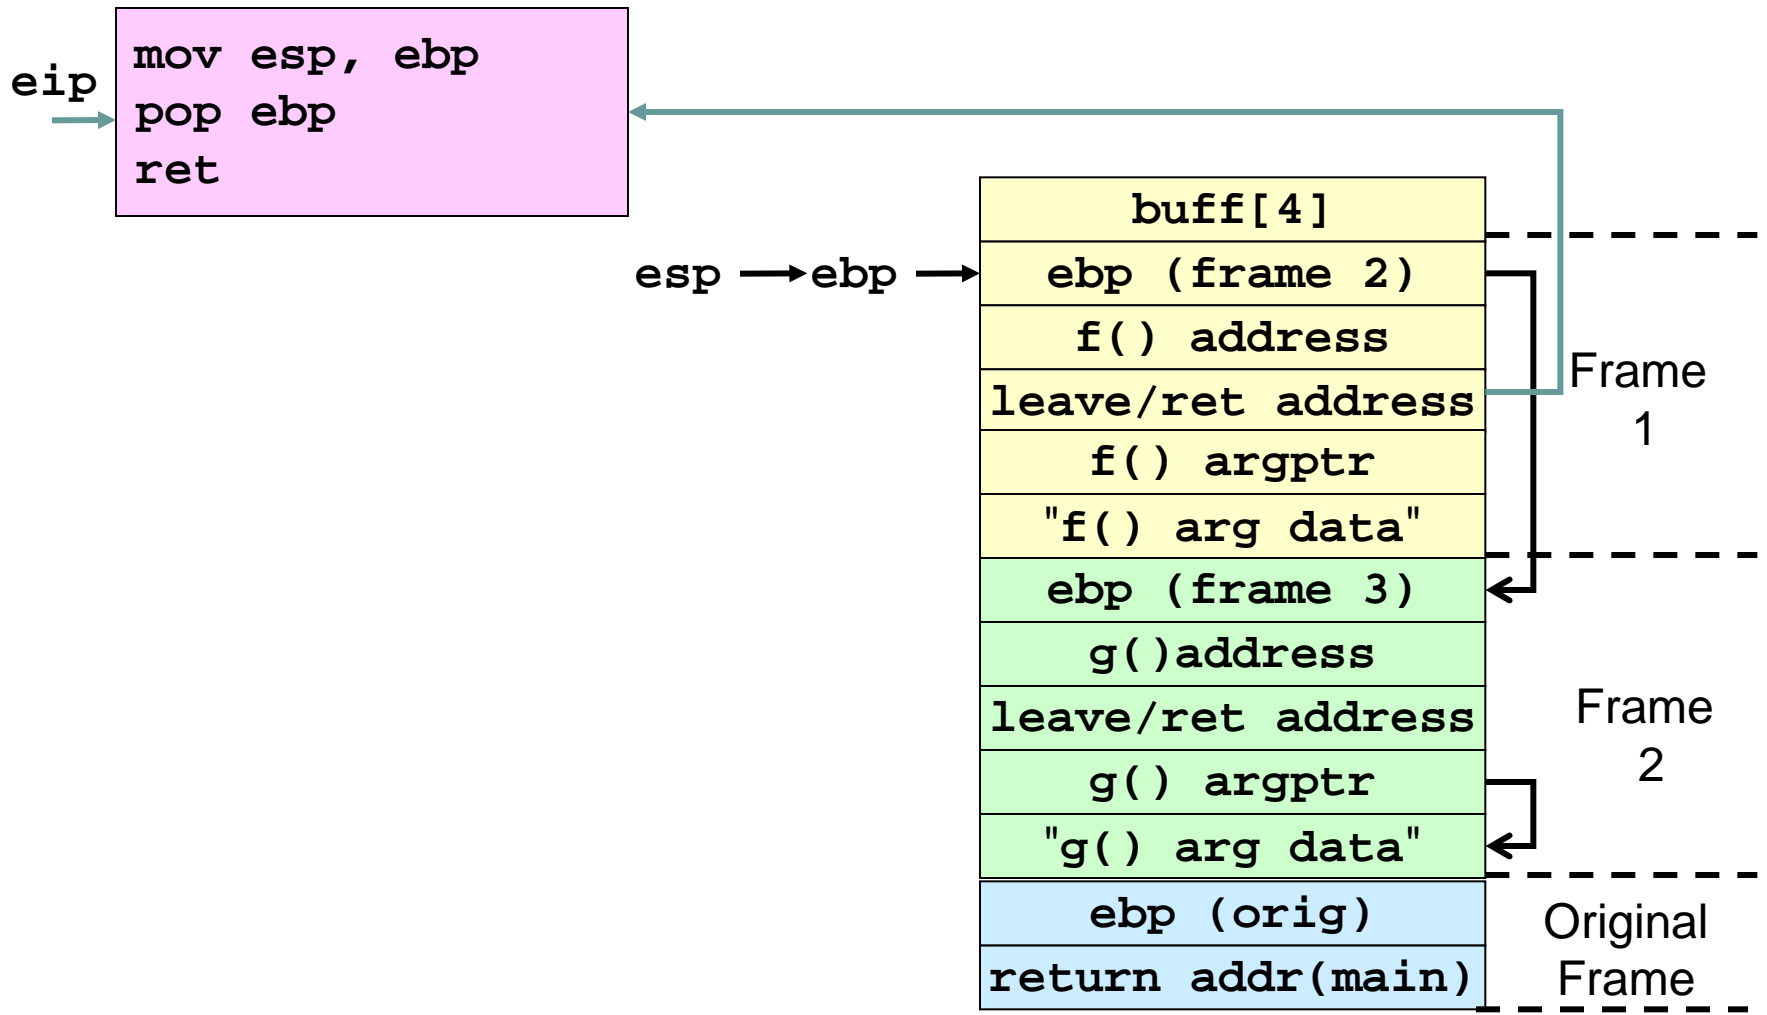 mov esp, ebp
eip
pop ebp
ret
buff[4]
esp
ebp
ebp (frame 2)
f() address
Frame
1
leave/ret address
f() argptr
"f() arg data"
ebp (frame 3)
g()address
leave/ret address
Frame
2
g() argptr
"g() arg data"
ebp (orig)
Original
Frame
return addr(main)